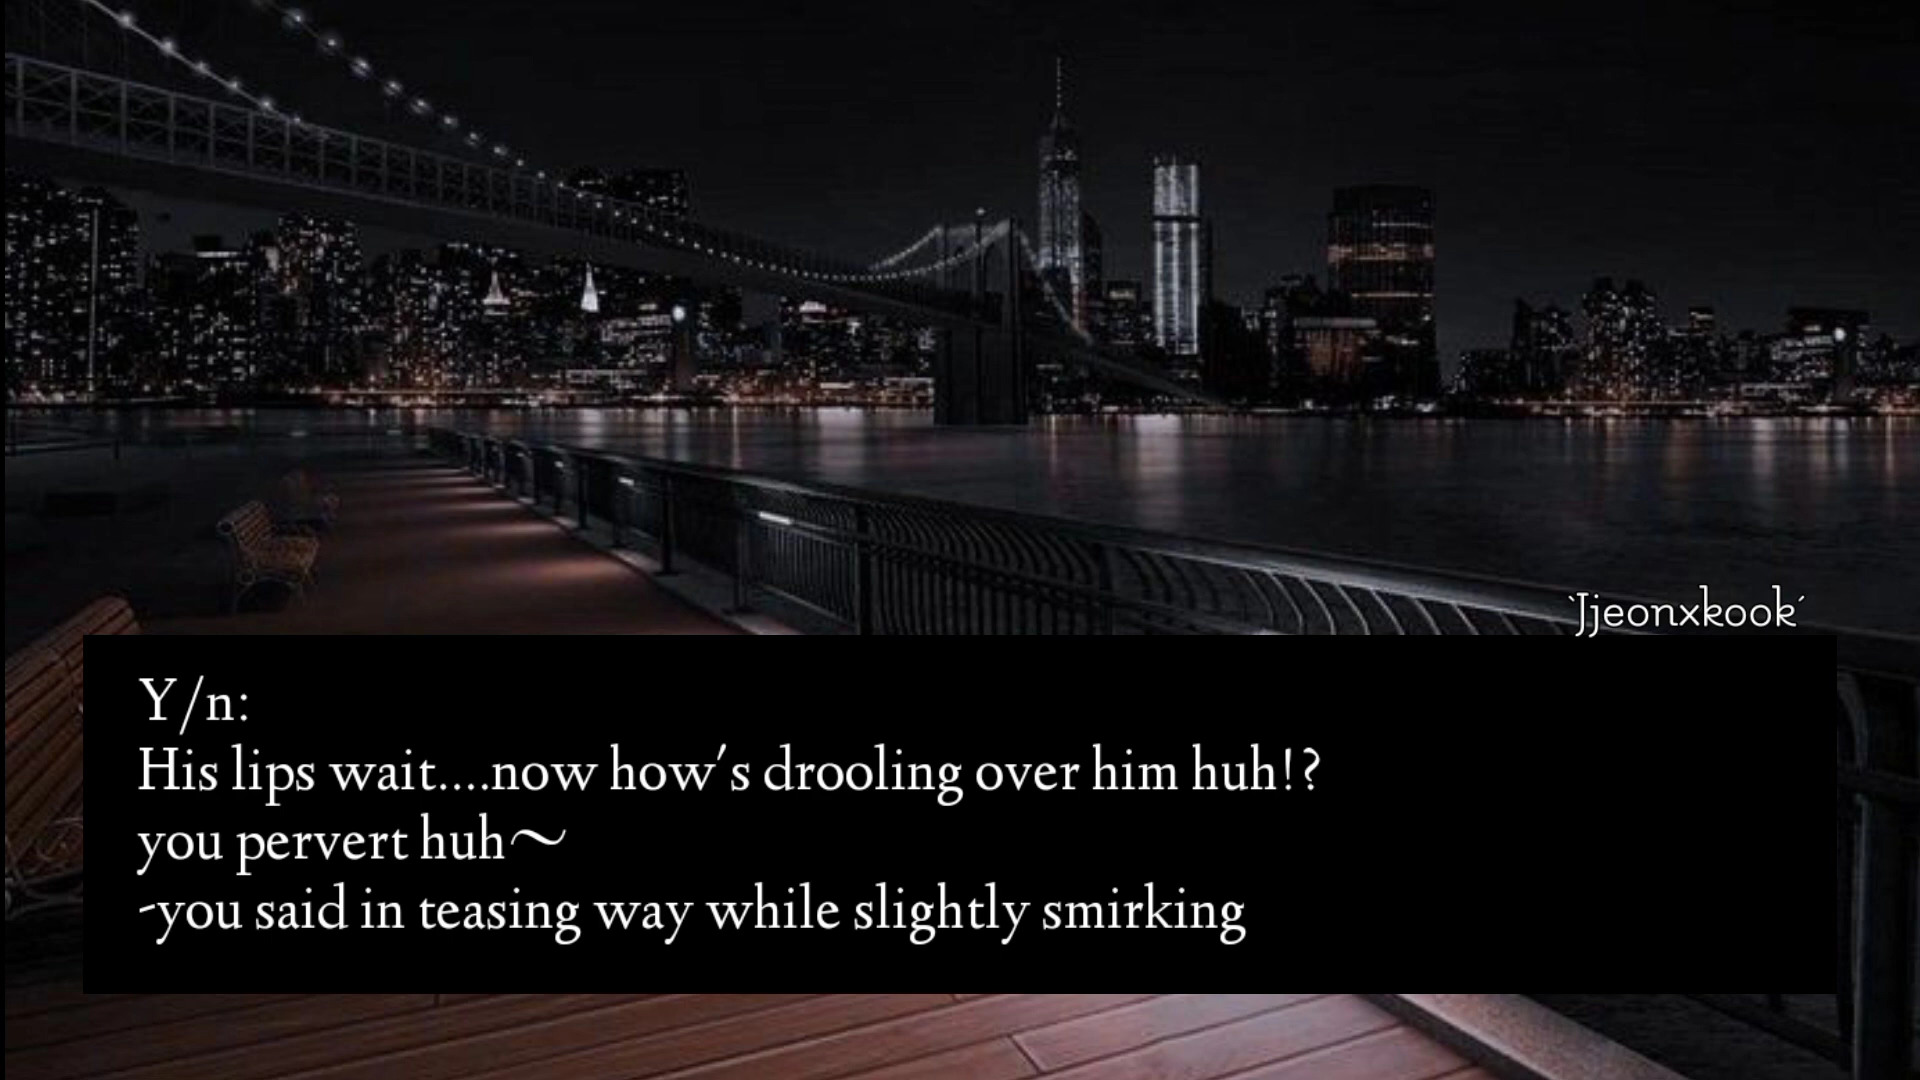 `Jjeonxkook´
Y/n:
His lips wait....now how's drooling over him huh!?
you pervert huh～
-you said in teasing way while slightly smirking